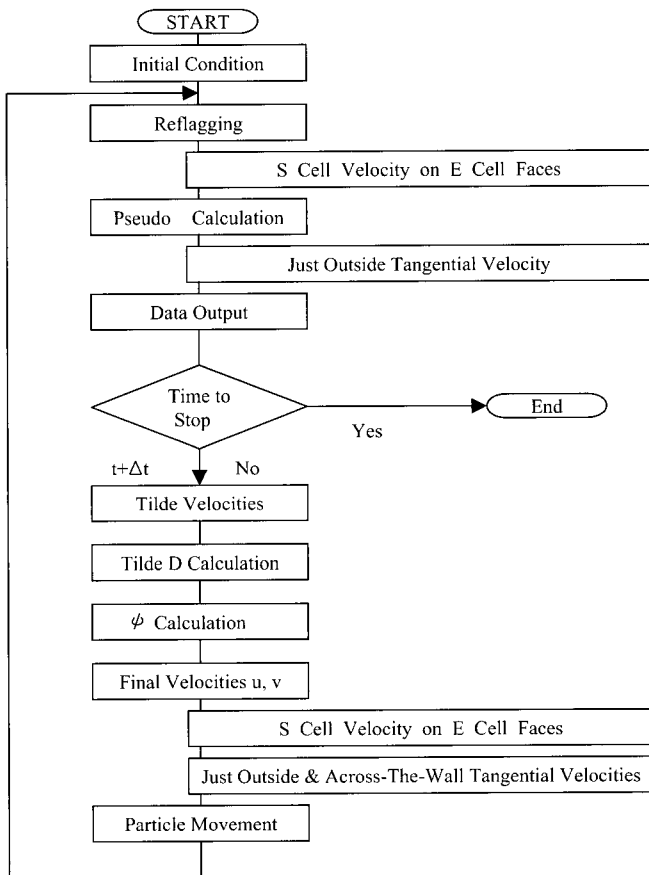 START
Initial Condition
Reflagging
S Cell Velocity on E Cell Faces
Pseudo Calculation
Just Outside Tangential Velocity
Data Output
Time to
Stop
End
Yes
t+Δt No
Tilde Velocities
Tilde D Calculation
ψ Calculation
Final Velocities u, v
S Cell Velocity on E Cell Faces
Just Outside & Across-The-Wall Tangential Velocities
Particle Movement